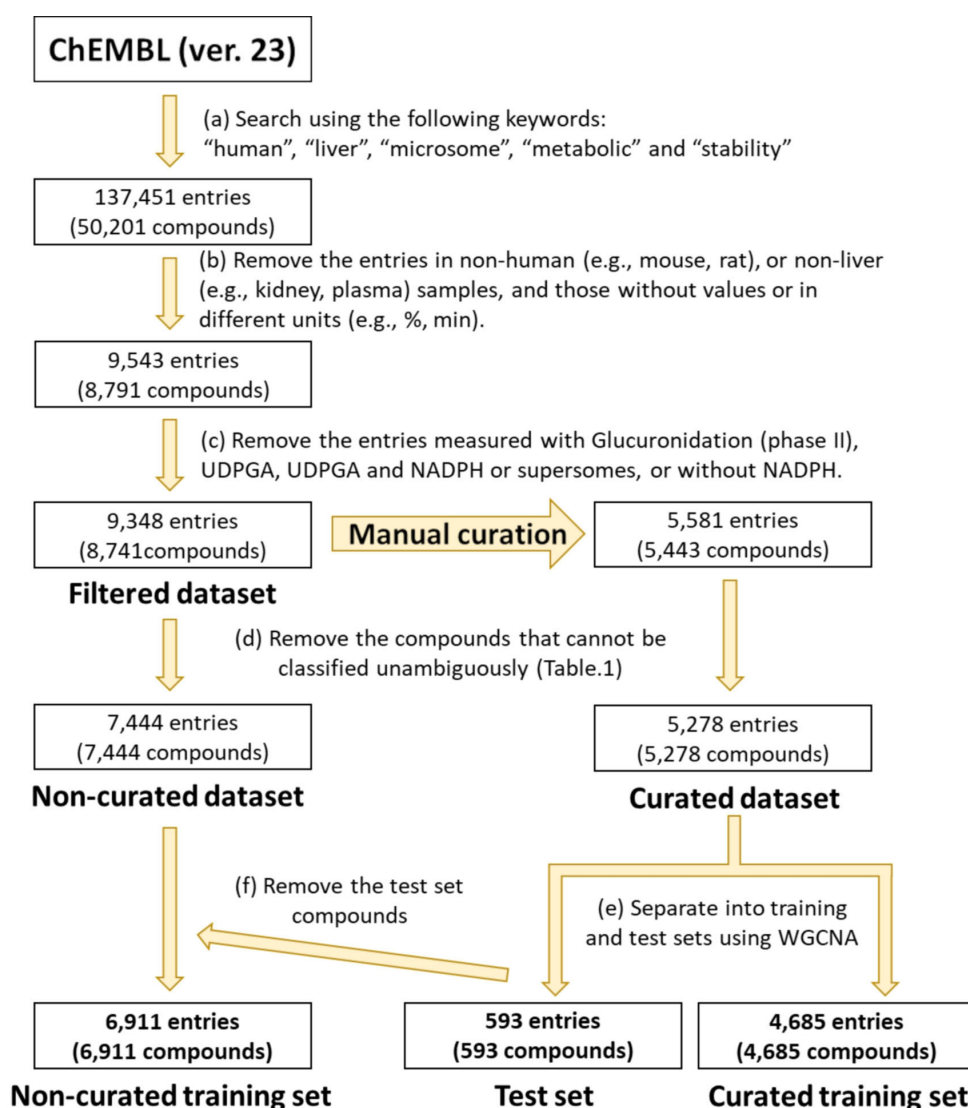 ChEMBL (ver. 23)
(a) Search using the following keywords:
“human”, “liver”, “microsome”, “metabolic” and “stability”
137,451 entries
(50,201 compounds)
(b) Remove the entries in non-human (e.g., mouse, rat), or non-liver
(e.g., kidney, plasma) samples, and those without values or in
different units (e.g., %, min).
9,543 entries
(8,791 compounds)
(c) Remove the entries measured with Glucuronidation (phase II),
UDPGA, UDPGA and NADPH or supersomes, or without NADPH.
9,348 entries
(8,741compounds)
Filtered dataset
Manual curation
5,581 entries
(5,443 compounds)
(d) Remove the compounds that cannot be
classified unambiguously (Table.1)
7,444 entries
(7,444 compounds)
Non-curated dataset
5,278 entries
(5,278 compounds)
Curated dataset
(f) Remove the test set
compounds
(e) Separate into training
and test sets using WGCNA
6,911 entries
(6,911 compounds)
Non-curated training set
593 entries
(593 compounds)
Test set
4,685 entries
(4,685 compounds)
Curated training set